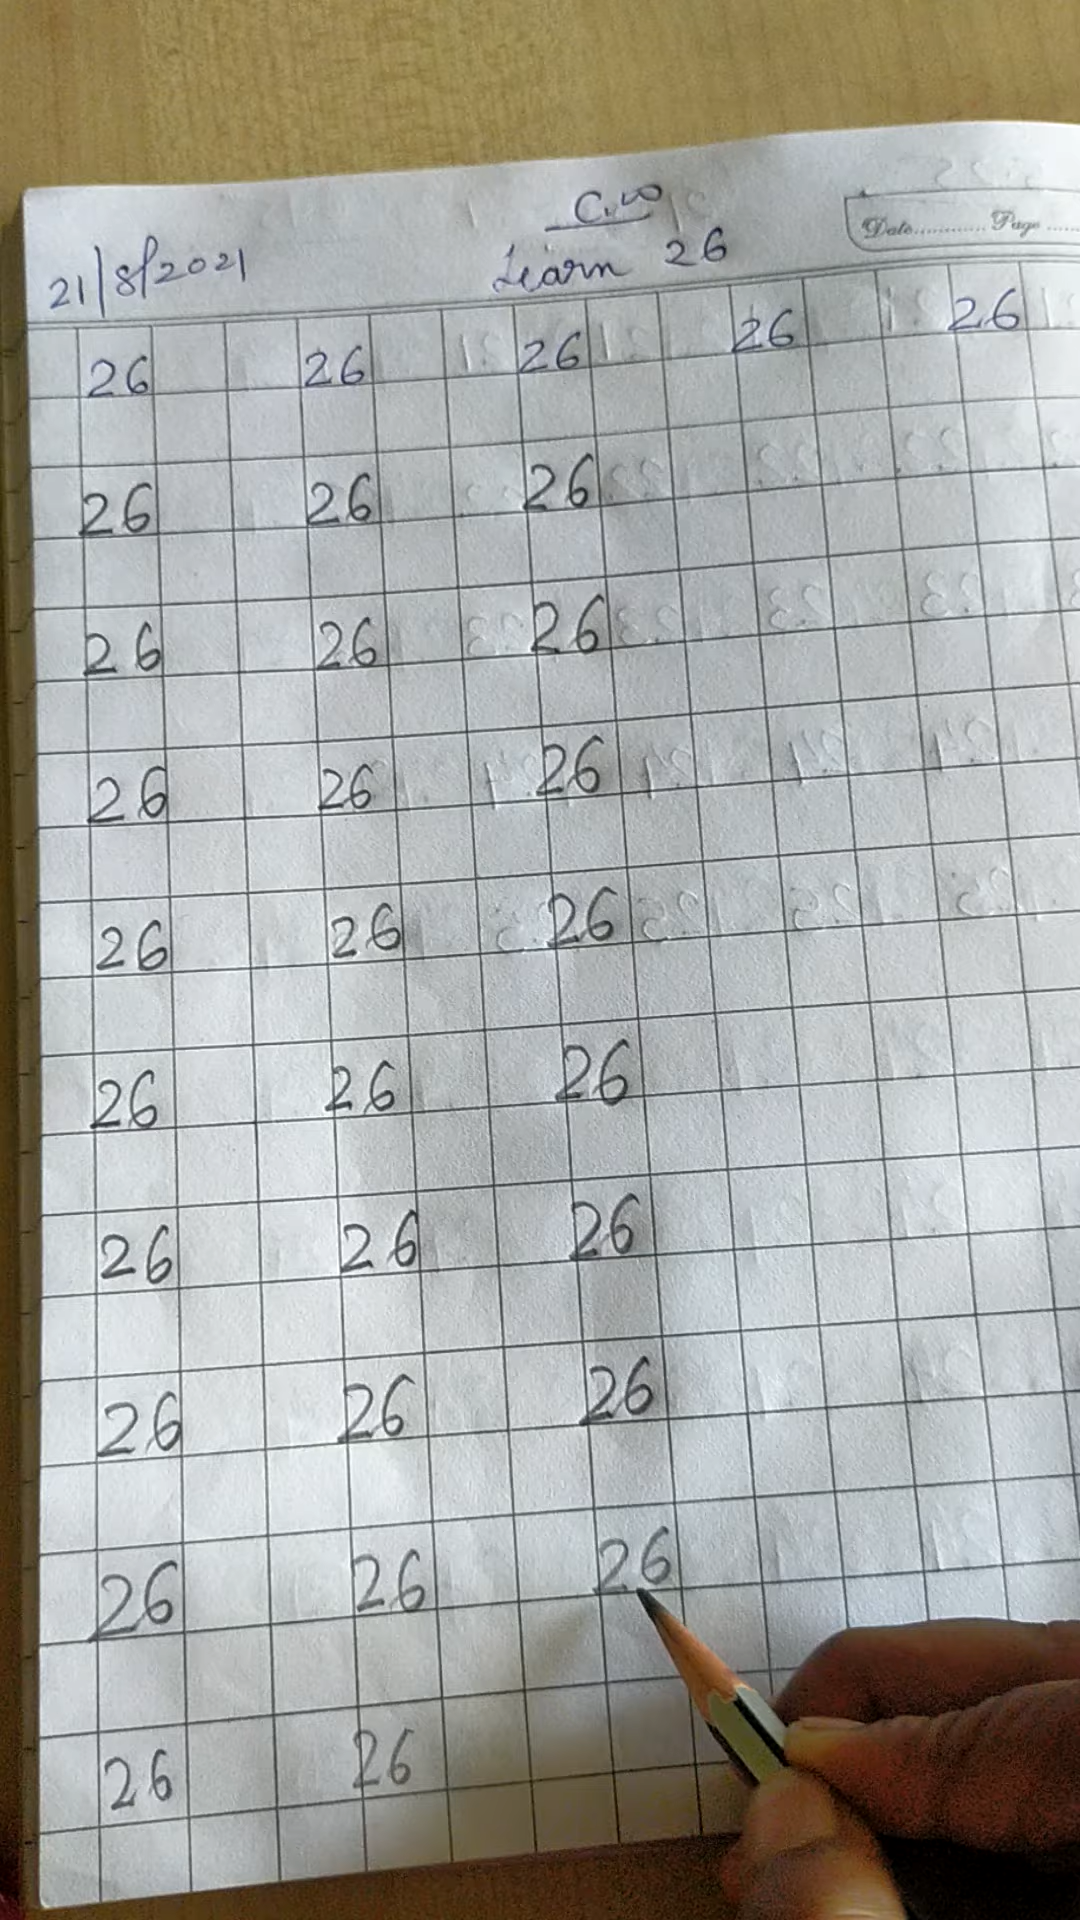 C.W
Date............ Page ......
21/8/2021 Learn 26
26 26 26 26 26
26 26 26
26 26 26
26 26 26
26 26 26
26 26 26
26 26 26
26 26 26
26 26 26
26 26